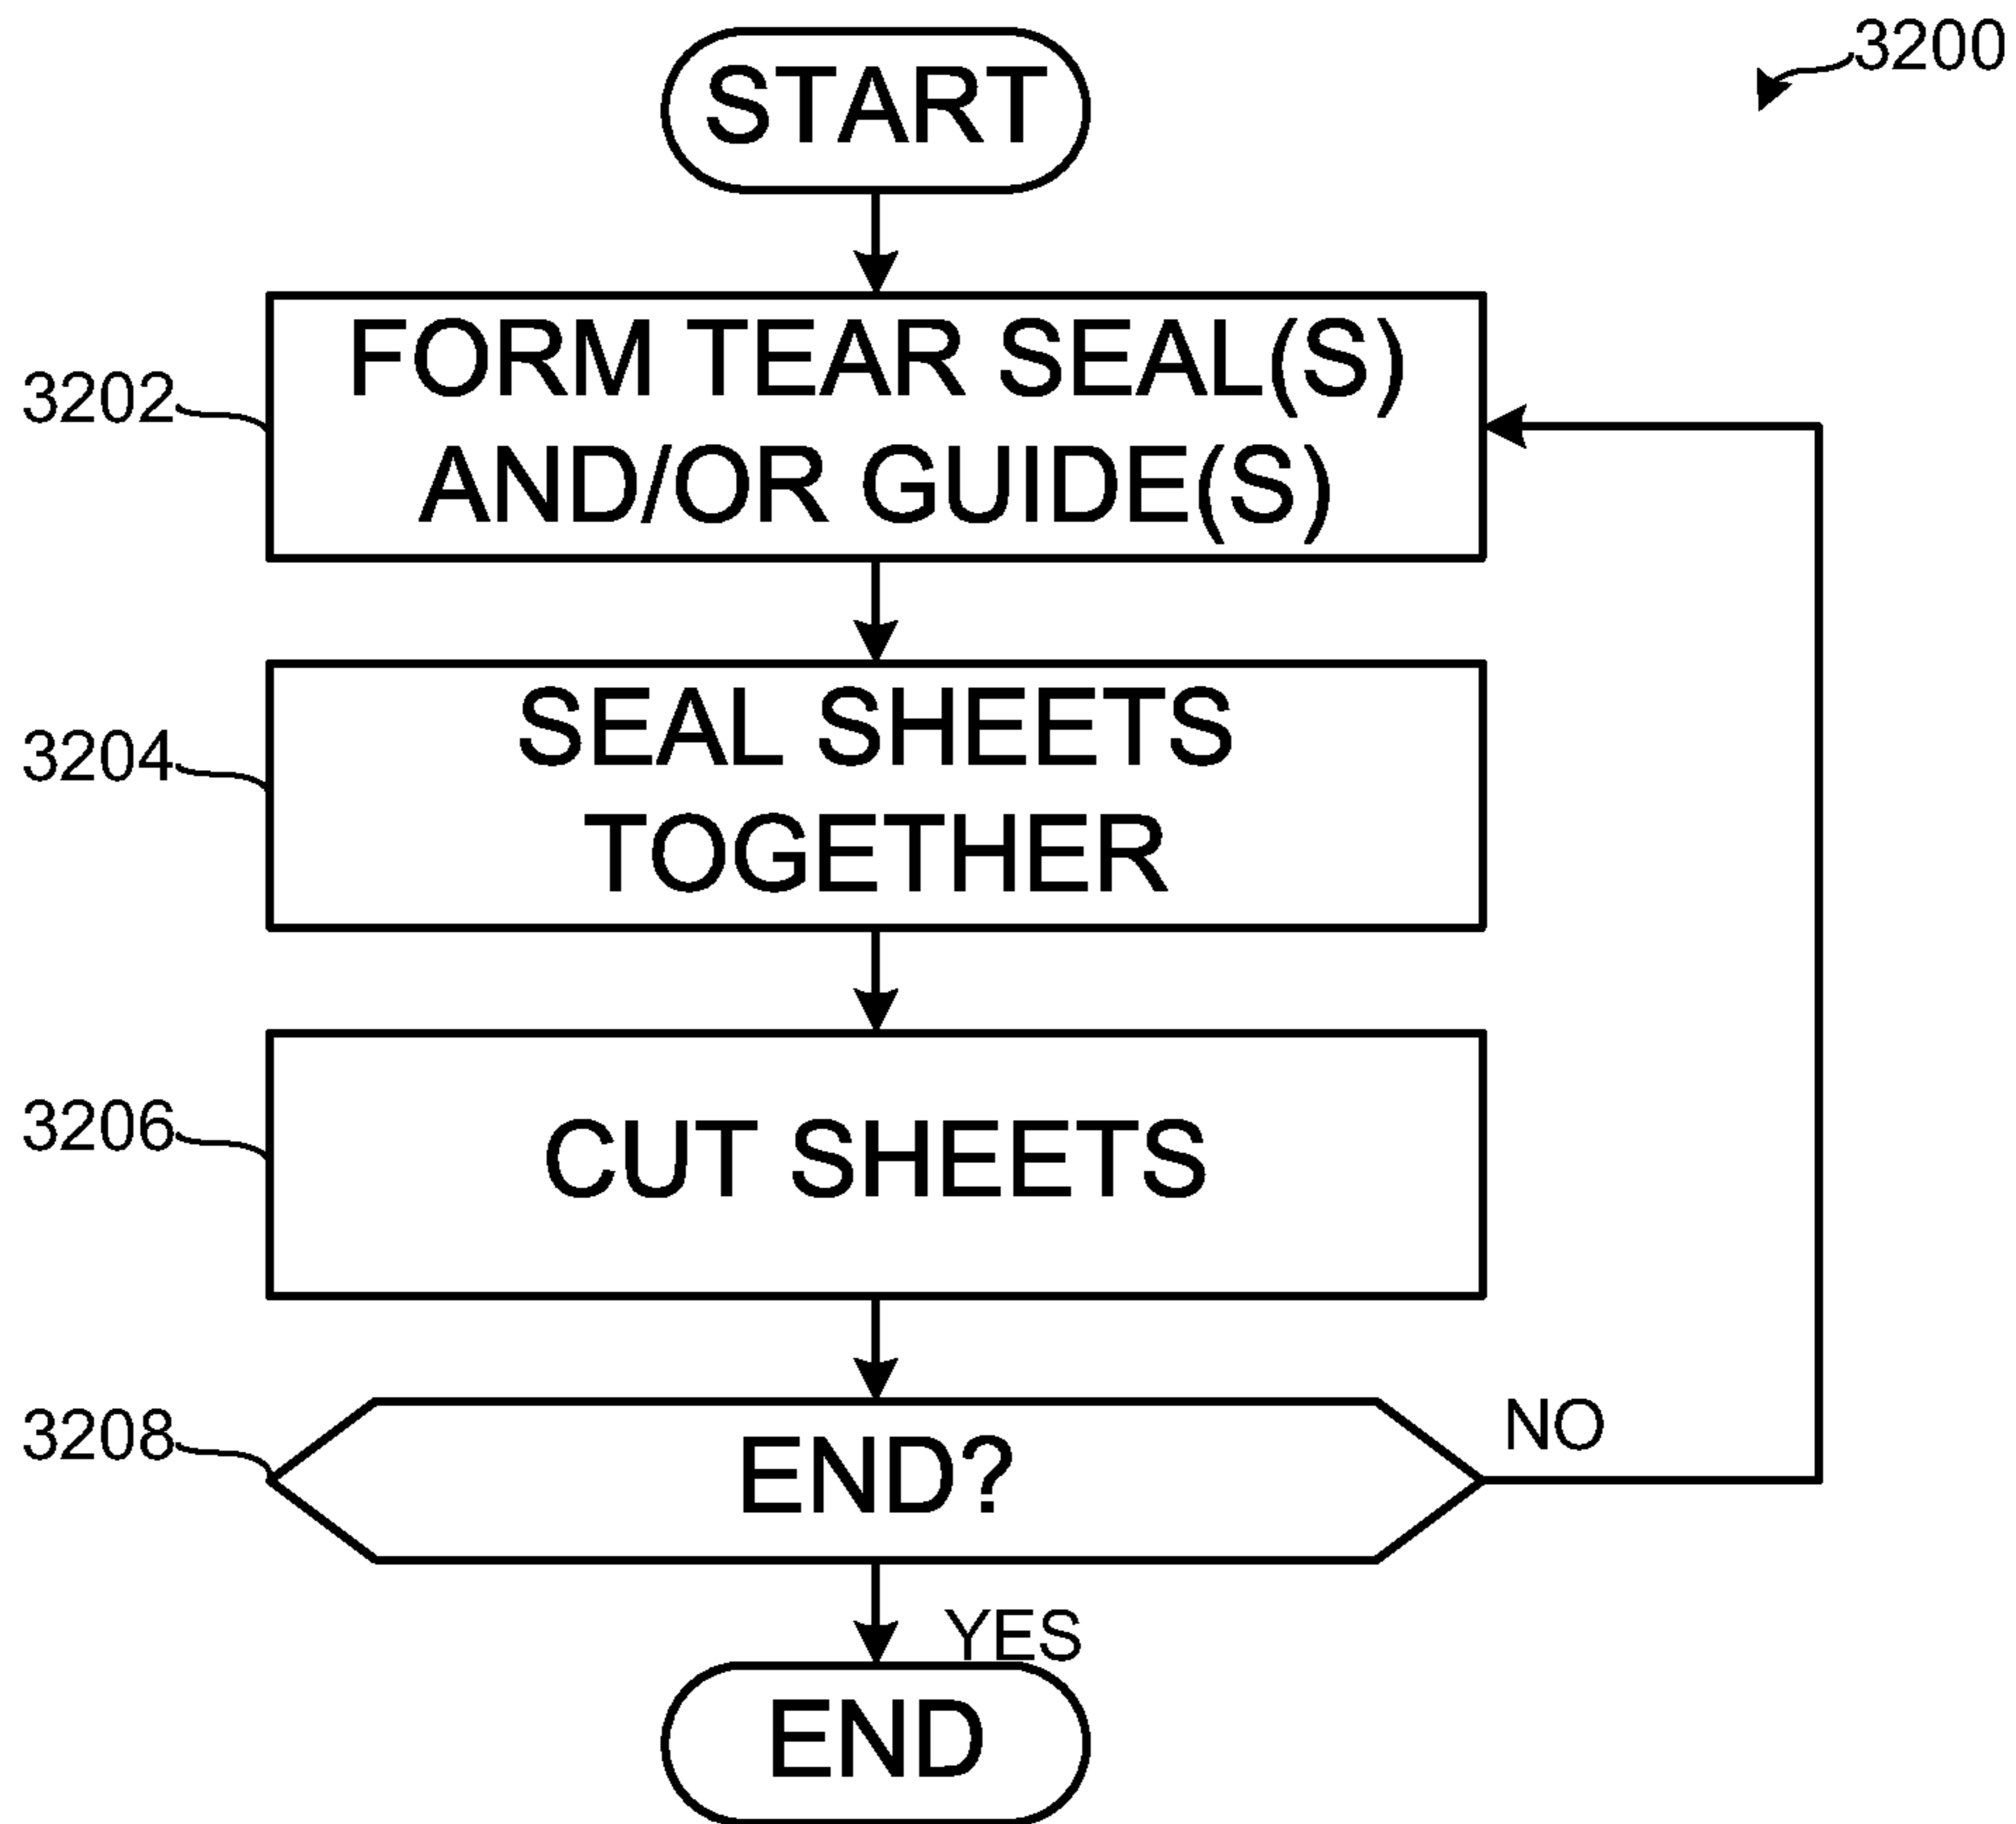 3200
START
3202
FORM TEAR SEAL(S)
AND/OR GUIDE(S)
3204
SEAL SHEETS
TOGETHER
3206
CUT SHEETS
3208
END?
NO
YES
END